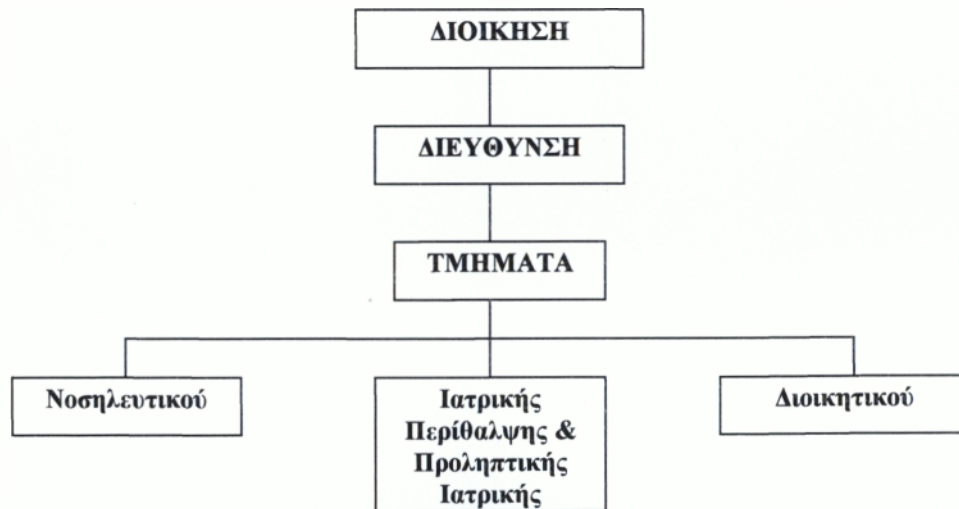 ΔΙΟΙΚΗΣΗ
ΔΙΕΥΘΥΝΣΗ
ΤΜΗΜΑΤΑ
Νοσηλευτικού
Ιατρικής
Περίθαλψης &
Προληπτικής
Ιατρικής
Διοικητικού